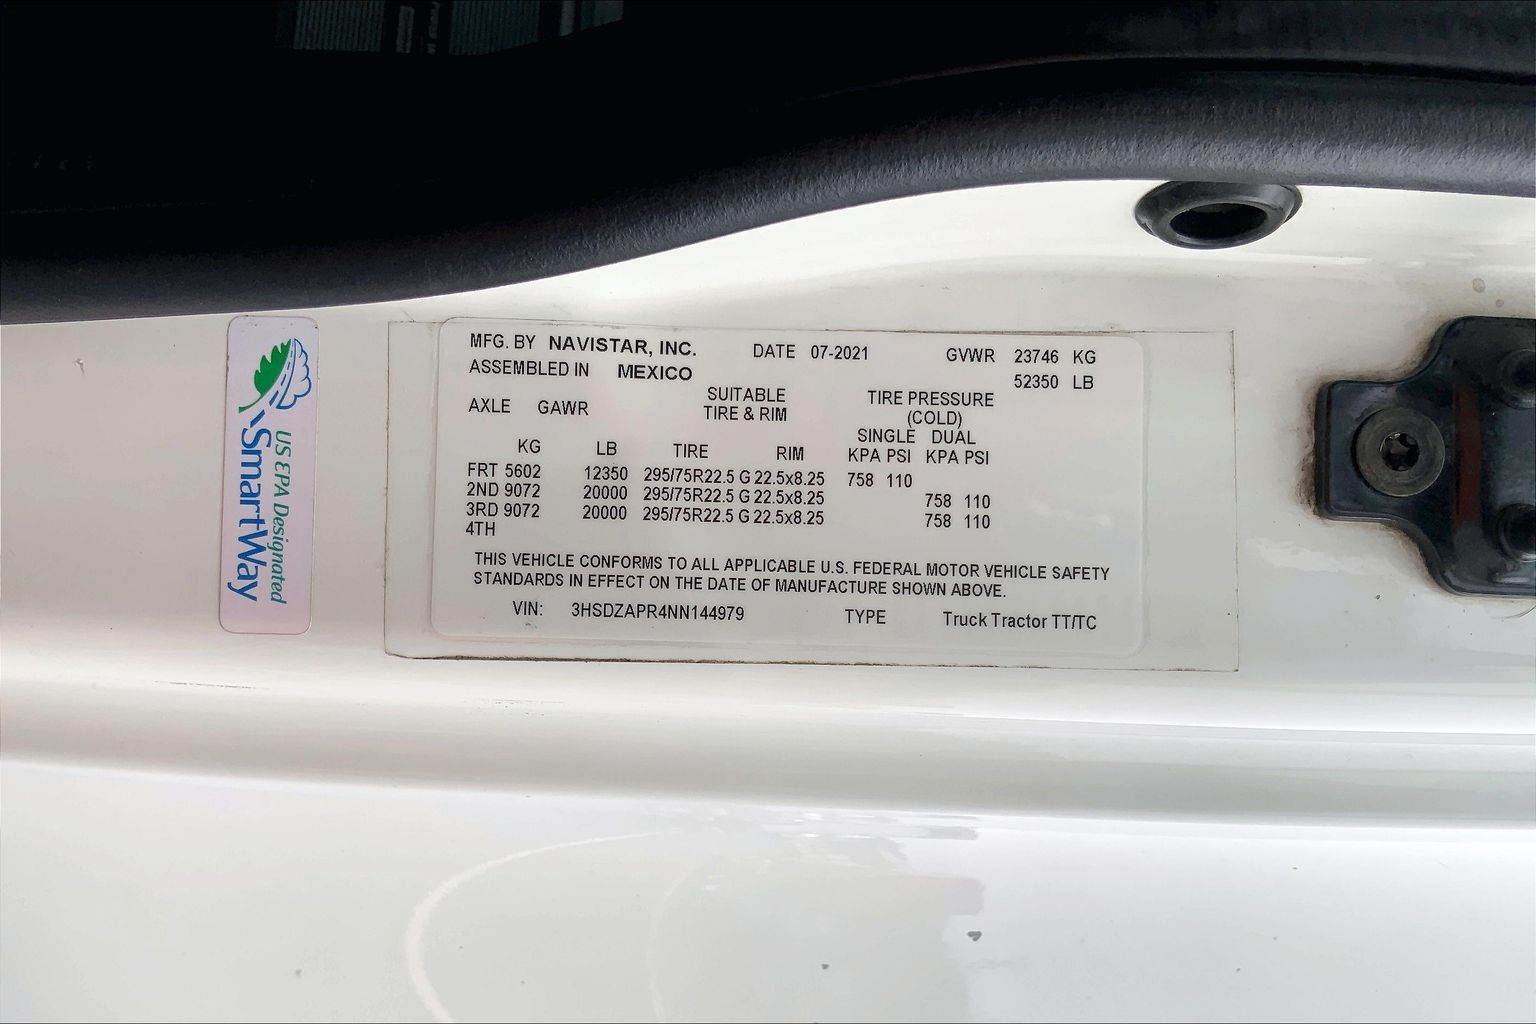 MFG. BY NAVISTAR, INC. DATE 07-2021 GVWR 23746 KG
ASSEMBLED IN MEXICO 52350 LB
AXLE GAWR SUITABLE TIRE PRESSURE
TIRE & RIM (COLD)
SINGLE DUAL
KG LB TIRE RIM KPA PSI KPA PSI
FRT 5602 12350 295/75R22.5 G 22.5x8.25 758 110
2ND 9072 20000 295/75R22.5 G 22.5x8.25 758 110
3RD 9072 20000 295/75R22.5 G 22.5x8.25 758 110
4TH
THIS VEHICLE CONFORMS TO ALL APPLICABLE U.S. FEDERAL MOTOR VEHICLE SAFETY
STANDARDS IN EFFECT ON THE DATE OF MANUFACTURE SHOWN ABOVE.
VIN: 3HSDZAPR4NN144979 TYPE Truck Tractor TT/TC
US EPA Designated
SmartWay